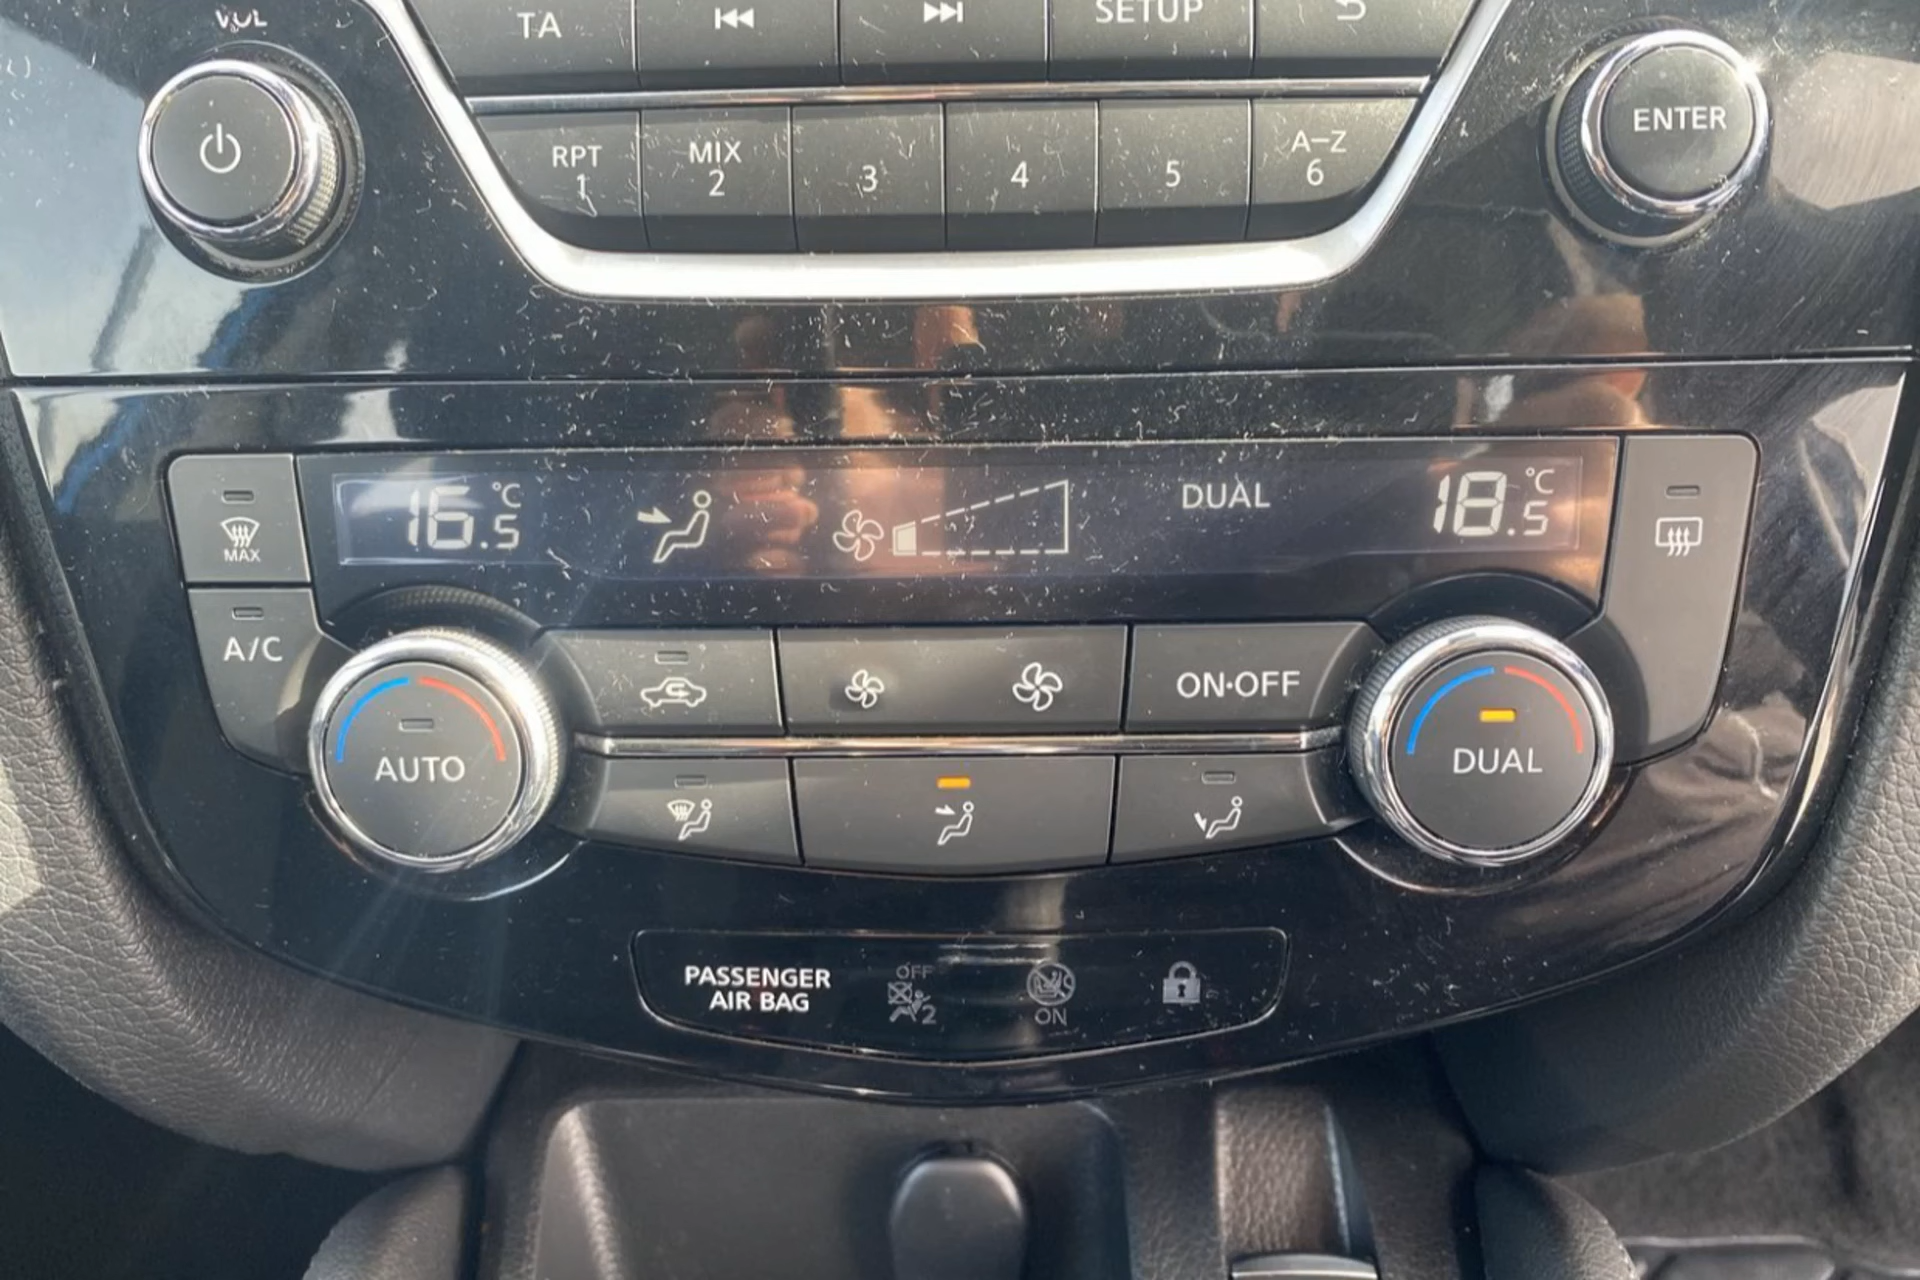 VOL
TA
SETUP
RPT
1
MIX
2
3
4
5
A-Z
6
ENTER
16.5 °C
DUAL
18.5 °C
MAX
A/C
AUTO
ON·OFF
DUAL
PASSENGER
AIR BAG
OFF
2
ON